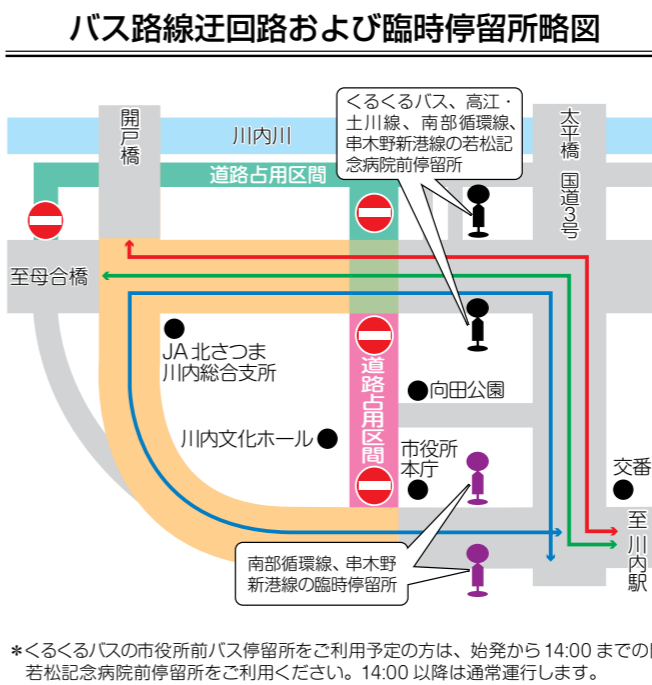 バス路線迂回路および臨時停留所略図
くるくるバス、高江・
土川線、南部循環線、
串木野新港線の若松記
念病院前停留所
開戸橋
川内川
太平橋 国道3号
道路占用区間
至母合橋
JA北さつま
川内総合支所
道路占用区間
向田公園
川内文化ホール
市役所
本庁
交番
至川内駅
南部循環線、串木野
新港線の臨時停留所
*くるくるバスの市役所前バス停留所をご利用予定の方は、始発から14:00までの
若松記念病院前停留所をご利用ください。14:00以降は通常運行します。